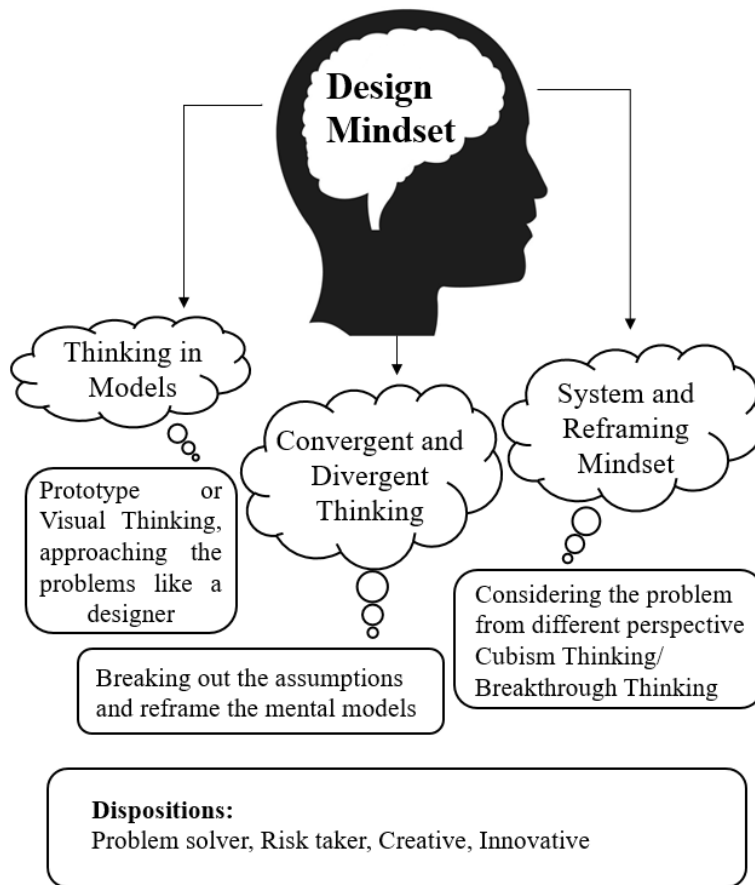 Design
Mindset
Thinking in
Models
Prototype or
Visual Thinking,
approaching the
problems like a
designer
Convergent and
Divergent
Thinking
Breaking out the assumptions
and reframe the mental models
System and
Reframing
Mindset
Considering the problem
from different perspective
Cubism Thinking/
Breakthrough Thinking
Dispositions:
Problem solver, Risk taker, Creative, Innovative